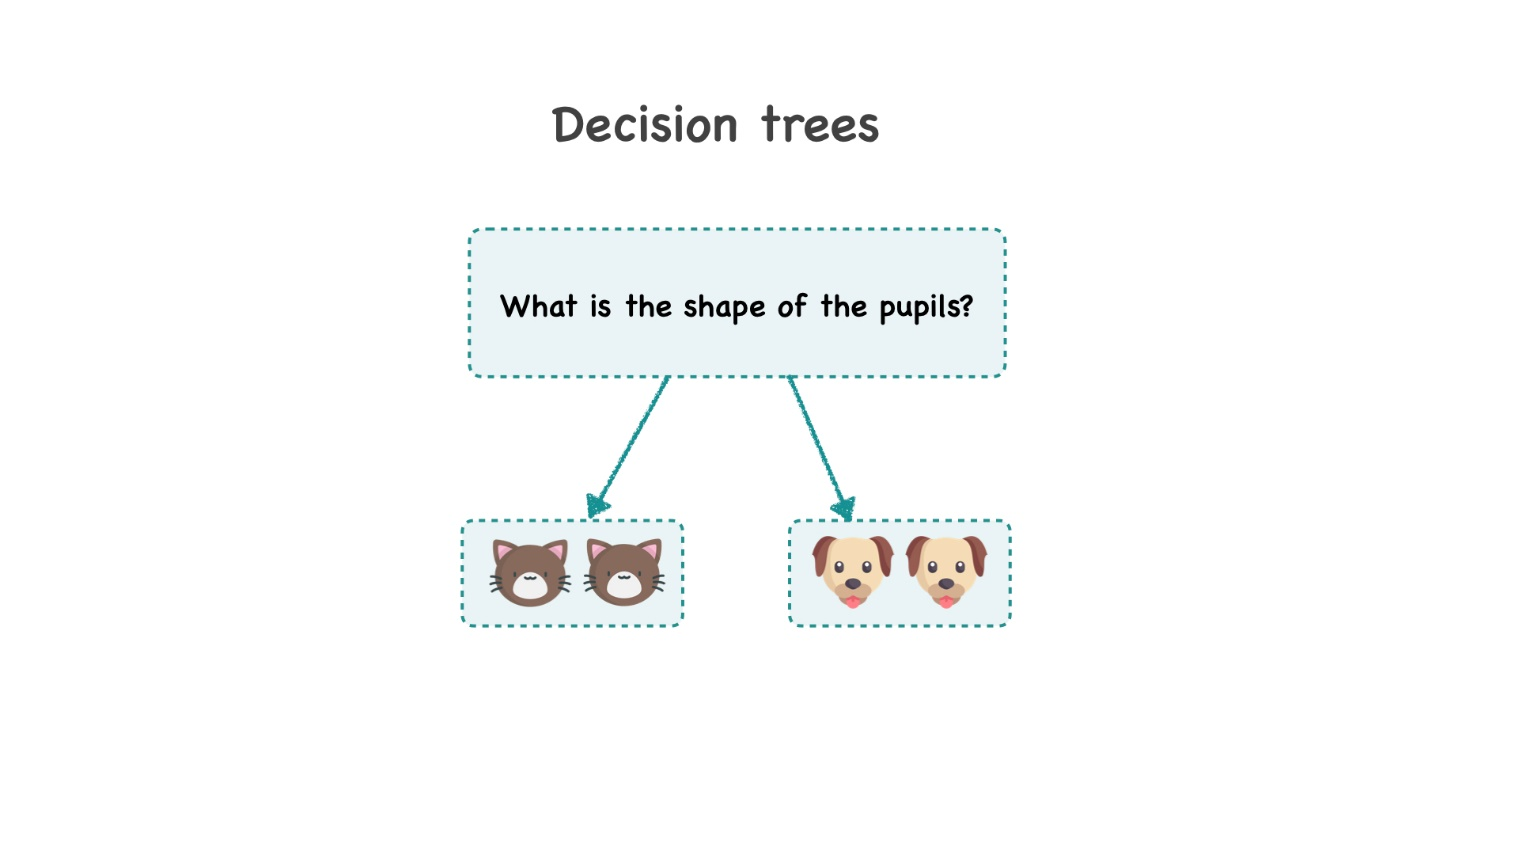 Decision trees
What is the shape of the pupils?